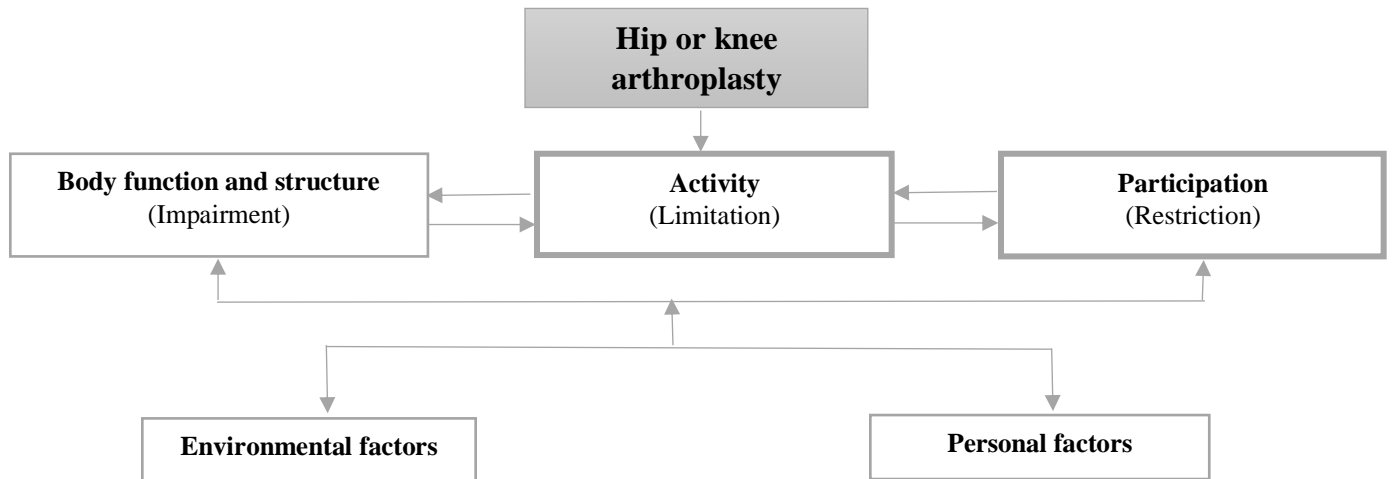 Hip or knee
arthroplasty
Body function and structure
(Impairment)
Activity
(Limitation)
Participation
(Restriction)
Environmental factors
Personal factors